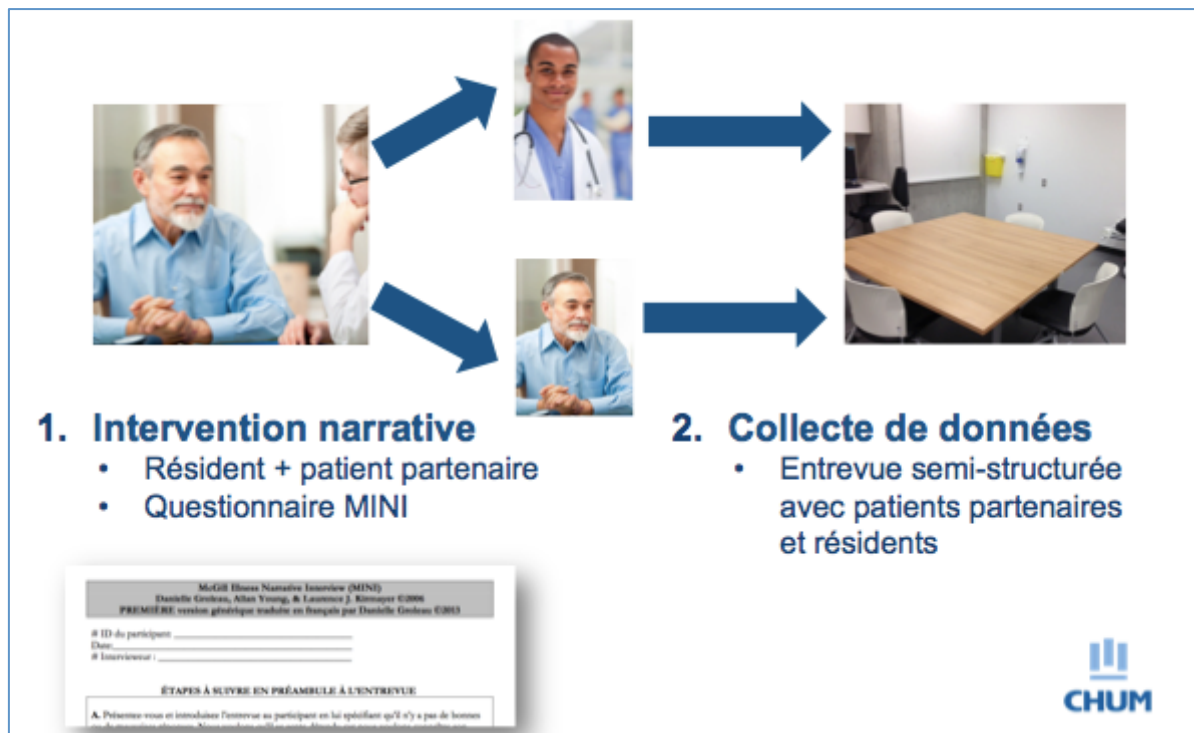 1. Intervention narrative
• Résident + patient partenaire
• Questionnaire MINI
2. Collecte de données
• Entrevue semi-structurée
avec patients partenaires
et résidents
McGill Illness Narrative Interview (MINI)
Danielle Groleau, Allan Young, & Laurence J. Kirmayer ©2006
PREMIÈRE version générique traduite en français par Danielle Groleau ©2013
# ID du participant
Date:
# Intervieweur :
ÉTAPES À SUIVRE EN PRÉAMBULE À L'ENTREVUE
A. Présentez-vous et introduisez l'entrevue au participant en lui spécifiant qu'il n'y a pas de bonnes
CHUM